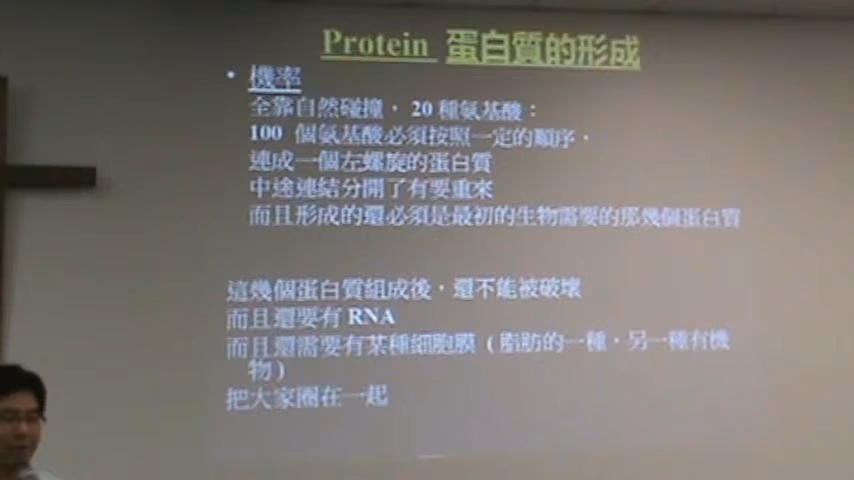 Protein 蛋白質的形成
• 機率
全靠自然碰撞， 20 種氨基酸：
100 個氨基酸必須按照一定的順序，
連成一個左螺旋的蛋白質
中途連結分開了有要重來
而且形成的還必須是最初的生物需要的那幾個蛋白質
這幾個蛋白質組成後，還不能被破壞
而且還要有 RNA
而且還需要有某種細胞膜 ( 脂肪的一種，另一種有機
物 )
把大家圈在一起